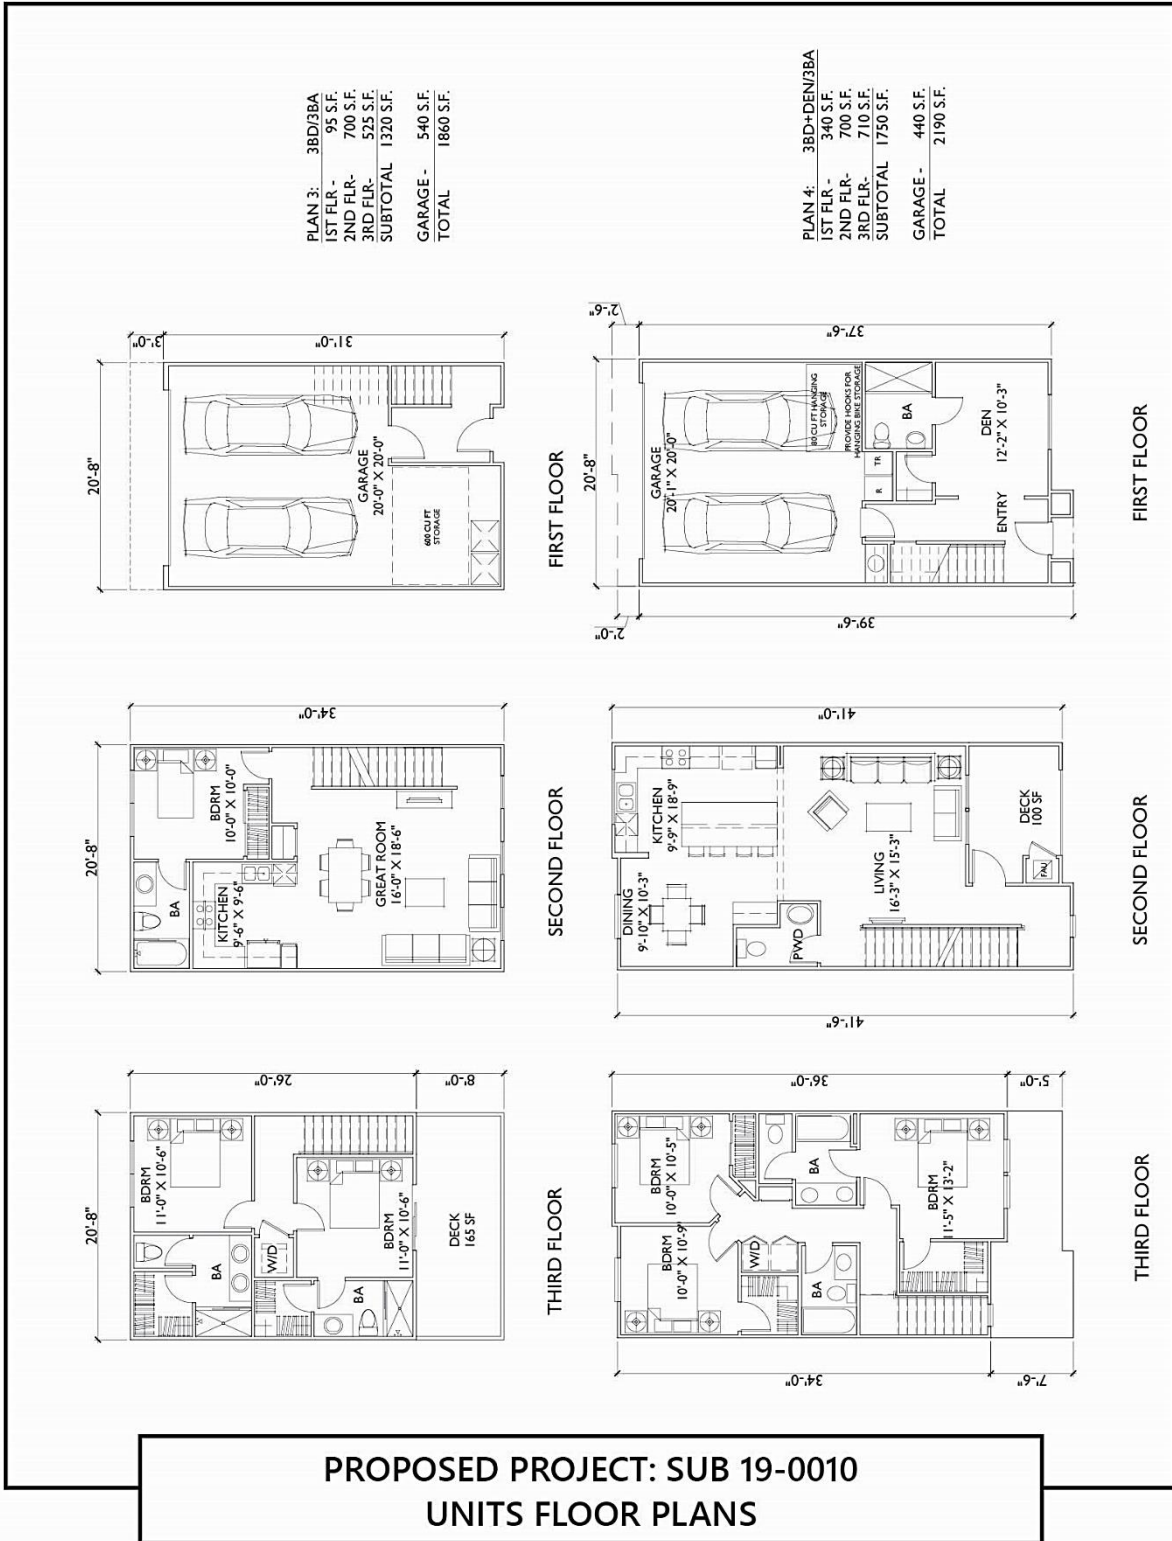 PLAN 3: 3BD/3BA
1ST FLR - 95 S.F.
2ND FLR- 700 S.F.
3RD FLR- 525 S.F.
SUBTOTAL 1320 S.F.
GARAGE - 540 S.F.
TOTAL 1860 S.F.
PLAN 4: 3BD+DEN/3BA
1ST FLR - 340 S.F.
2ND FLR- 700 S.F.
3RD FLR- 710 S.F.
SUBTOTAL 1750 S.F.
GARAGE - 440 S.F.
TOTAL 2190 S.F.
20'-8"
3'-0"
31'-0"
GARAGE
20'-0" X 20'-0"
600 CU FT
STORAGE
FIRST FLOOR
20'-8"
2'-6"
37'-6"
2'-0"
39'-6"
GARAGE
20'-1" X 20'-0"
80 CU FT HANGING
STORAGE
PROVIDE HOOKS FOR
HANGING BIKE STORAGE
BA
TR
R
DEN
12'-2" X 10'-3"
ENTRY
FIRST FLOOR
20'-8"
34'-0"
BDRM
10'-0" X 10'-0"
BA
KITCHEN
9'-6" X 9'-6"
GREAT ROOM
16'-0" X 18'-6"
SECOND FLOOR
41'-0"
41'-6"
KITCHEN
9'-9" X 18'-9"
DINING
9'-10" X 10'-3"
PWD
LIVING
16'-3" X 15'-3"
DECK
100 SF
FAU
SECOND FLOOR
20'-8"
26'-0"
8'-0"
BDRM
11'-0" X 10'-6"
BA
W/D
BDRM
11'-0" X 10'-6"
BA
DECK
165 SF
THIRD FLOOR
36'-0"
5'-0"
34'-0"
7'-6"
BDRM
10'-0" X 10'-5"
BDRM
10'-0" X 10'-9"
W/D
BA
BA
BDRM
11'-5" X 13'-2"
THIRD FLOOR
PROPOSED PROJECT: SUB 19-0010
UNITS FLOOR PLANS